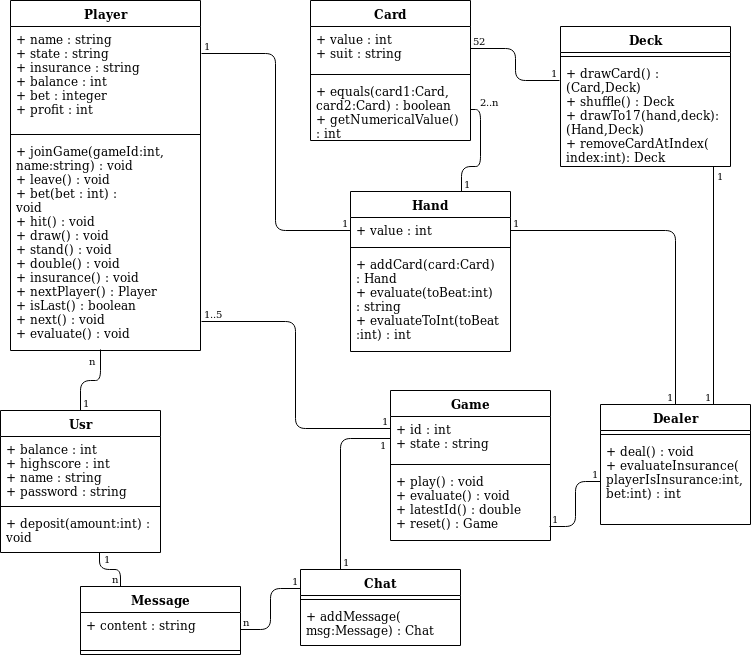 Player
+ name : string
+ state : string
+ insurance : string
+ balance : int
+ bet : integer
+ profit : int
+ joinGame(gameId:int,
name:string) : void
+ leave() : void
+ bet(bet : int) :
void
+ hit() : void
+ draw() : void
+ stand() : void
+ double() : void
+ insurance() : void
+ nextPlayer() : Player
+ isLast() : boolean
+ next() : void
+ evaluate() : void
1
1
1..5
1
n
1
Card
+ value : int
+ suit : string
+ equals(card1:Card,
card2:Card) : boolean
+ getNumericalValue()
: int
52
1
2..n
1
Deck
+ drawCard() :
(Card,Deck)
+ shuffle() : Deck
+ drawTo17(hand,deck):
(Hand,Deck)
+ removeCardAtIndex(
index:int): Deck
1
1
Hand
+ value : int
+ addCard(card:Card)
: Hand
+ evaluate(toBeat:int)
: string
+ evaluateToInt(toBeat
:int) : int
1
1
Usr
+ balance : int
+ highscore : int
+ name : string
+ password : string
+ deposit(amount:int) :
void
1
n
Game
+ id : int
+ state : string
+ play() : void
+ evaluate() : void
+ latestId() : double
+ reset() : Game
1
1
1
1
Dealer
+ deal() : void
+ evaluateInsurance(
playerIsInsurance:int,
bet:int) : int
Message
+ content : string
n
1
Chat
+ addMessage(
msg:Message) : Chat